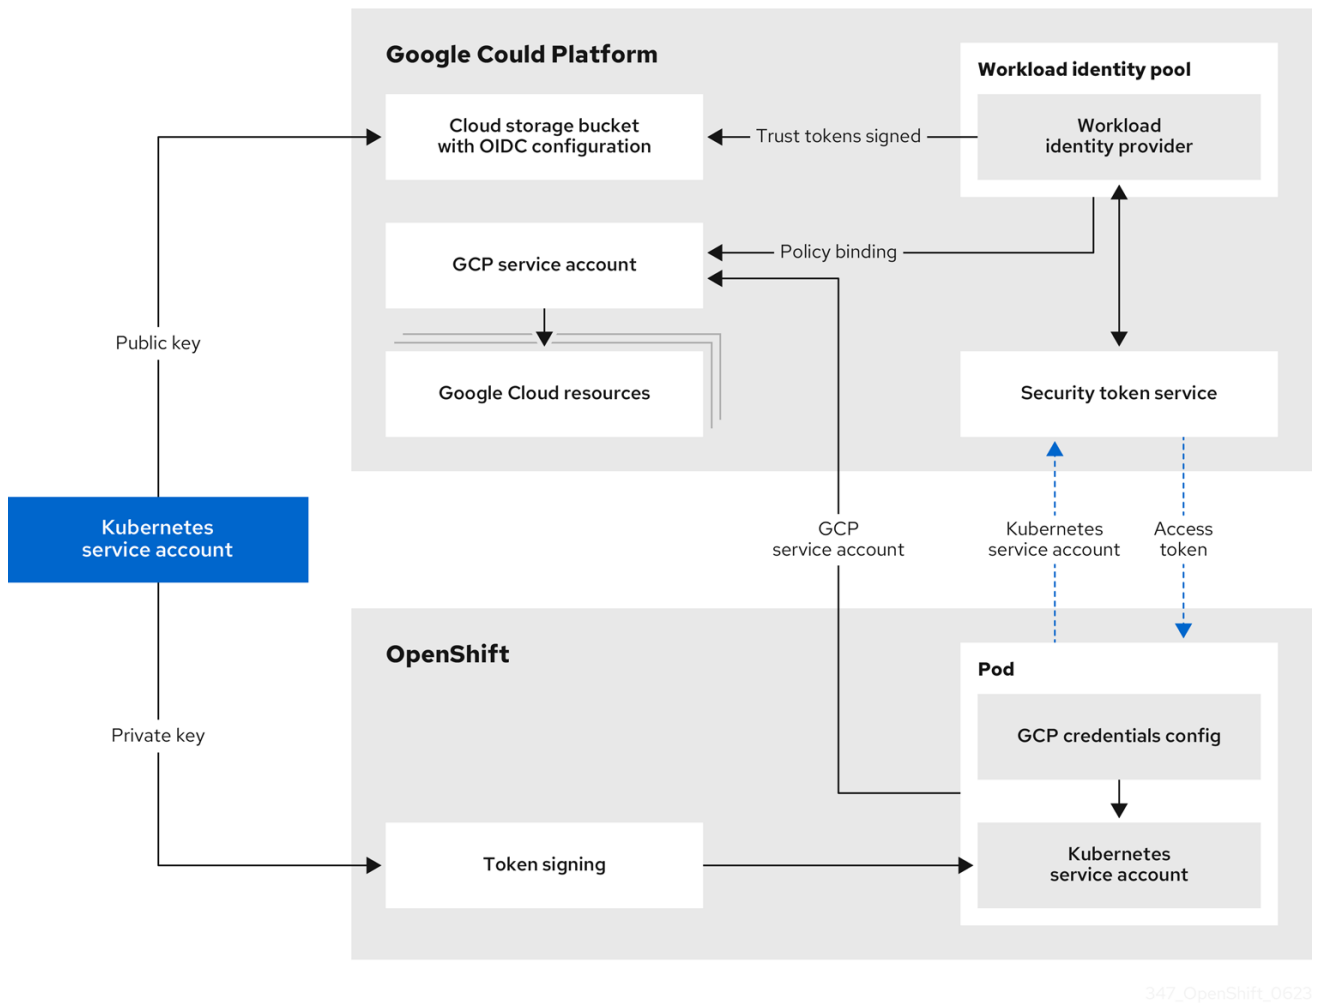 Google Could Platform
Workload identity pool
Cloud storage bucket
with OIDC configuration
Trust tokens signed
Workload
identity provider
GCP service account
Policy binding
Public key
Google Cloud resources
Security token service
Kubernetes
service account
GCP
service account
Kubernetes
service account
Access
token
OpenShift
Pod
Private key
GCP credentials config
Token signing
Kubernetes
service account
347_OpenShift_0623